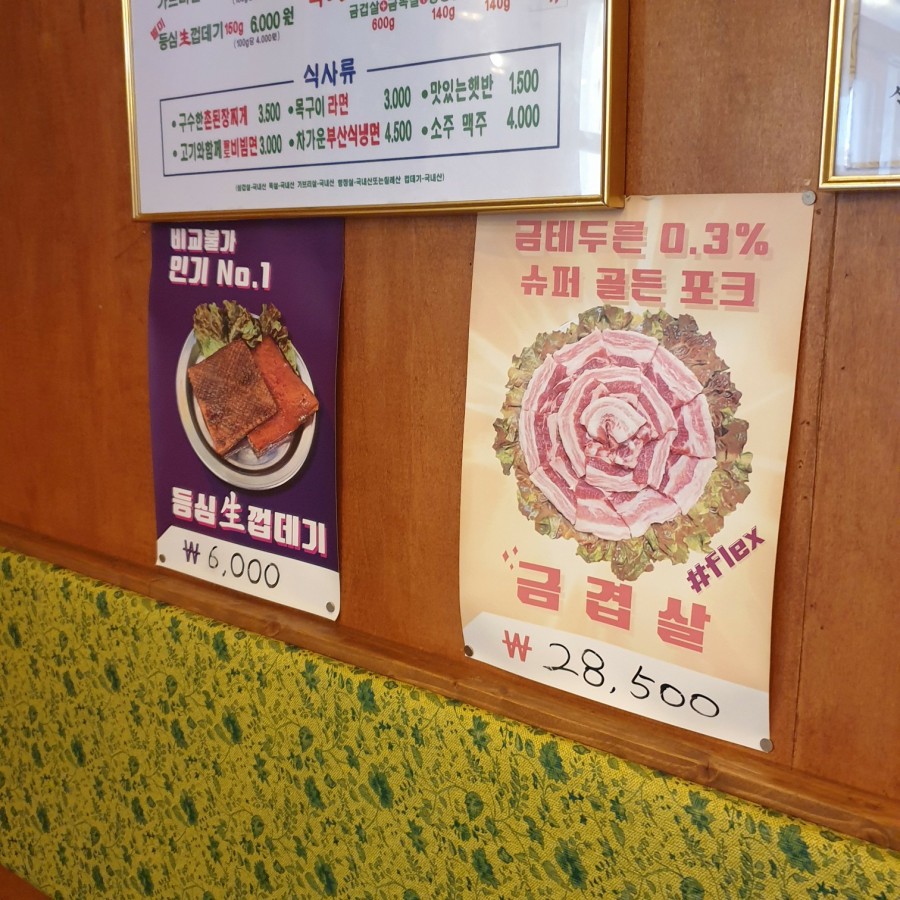 등심生껍데기 150g 6.000 원
(100g당 4.000원)
600g 140g 140g
식사류
• 구수한촌된장찌개 3.500 • 목구이 라면 3.000 • 맛있는햇반 1.500
• 고기와함께쫄비빔면 3.000 • 차가운부산식냉면 4.500 • 소주 맥주 4.000
비교불가
인기 No.1
등심生껍데기
₩ 6,000
금테두른 0.3%
슈퍼 골든 포크
#flex
금겹살
₩ 28,500